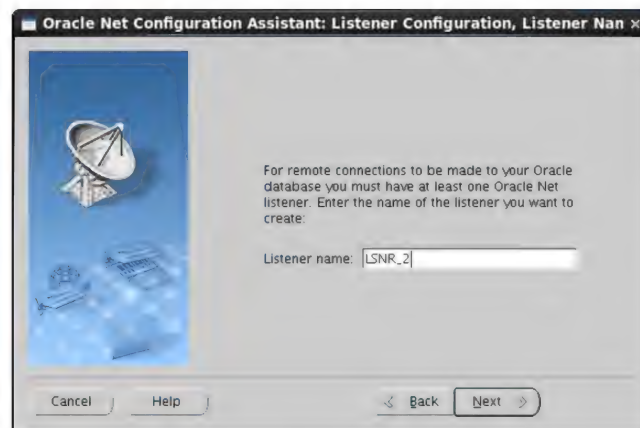 Oracle Net Configuration Assistant: Listener Configuration, Listener Nan
For remote connections to be made to your Oracle
database you must have at least one Oracle Net
listener. Enter the name of the listener you want to
create:
Listener name: LSNR_2
Cancel Help Back Next